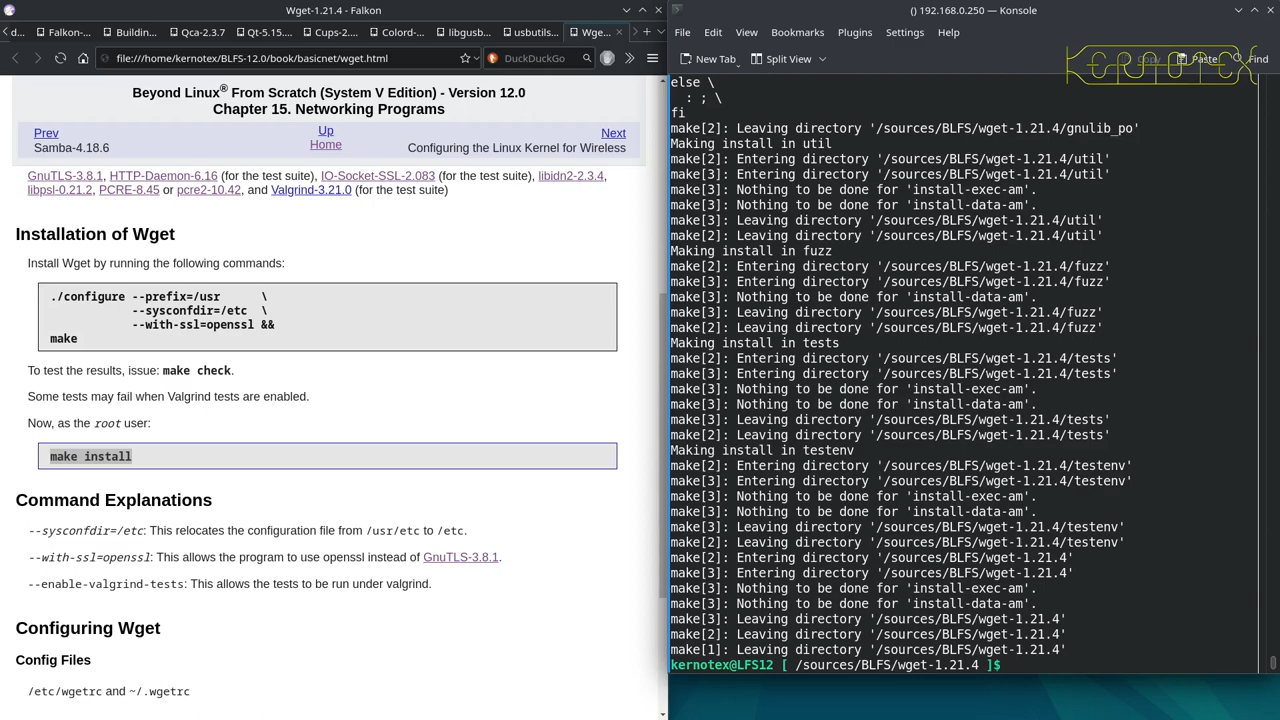 Wget-1.21.4 - Falkon
d...
Falkon-...
Building...
Qca-2.3.7
Qt-5.15....
Cups-2.4...
Colord-...
libgusb...
usbutils...
Wge...
file:///home/kernotex/BLFS-12.0/book/basicnet/wget.html
DuckDuckGo
Beyond Linux® From Scratch (System V Edition) - Version 12.0
Chapter 15. Networking Programs
Prev Up Next
Samba-4.18.6 Home Configuring the Linux Kernel for Wireless
GnuTLS-3.8.1, HTTP-Daemon-6.16 (for the test suite), IO-Socket-SSL-2.083 (for the test suite), libidn2-2.3.4,
libpsl-0.21.2, PCRE-8.45 or pcre2-10.42, and Valgrind-3.21.0 (for the test suite)
Installation of Wget
Install Wget by running the following commands:
./configure --prefix=/usr \
--sysconfdir=/etc \
--with-ssl=openssl &&
make
To test the results, issue: make check.
Some tests may fail when Valgrind tests are enabled.
Now, as the root user:
make install
Command Explanations
--sysconfdir=/etc: This relocates the configuration file from /usr/etc to /etc.
--with-ssl=openssl: This allows the program to use openssl instead of GnuTLS-3.8.1.
--enable-valgrind-tests: This allows the tests to be run under valgrind.
Configuring Wget
Config Files
/etc/wgetrc and ~/.wgetrc
() 192.168.0.250 — Konsole
File Edit View Bookmarks Plugins Settings Help
New Tab Split View Copy Paste Find
KERNOTEX
else \
: ; \
fi
make[2]: Leaving directory '/sources/BLFS/wget-1.21.4/gnulib_po'
Making install in util
make[2]: Entering directory '/sources/BLFS/wget-1.21.4/util'
make[3]: Entering directory '/sources/BLFS/wget-1.21.4/util'
make[3]: Nothing to be done for 'install-exec-am'.
make[3]: Nothing to be done for 'install-data-am'.
make[3]: Leaving directory '/sources/BLFS/wget-1.21.4/util'
make[2]: Leaving directory '/sources/BLFS/wget-1.21.4/util'
Making install in fuzz
make[2]: Entering directory '/sources/BLFS/wget-1.21.4/fuzz'
make[3]: Entering directory '/sources/BLFS/wget-1.21.4/fuzz'
make[3]: Nothing to be done for 'install-data-am'.
make[3]: Leaving directory '/sources/BLFS/wget-1.21.4/fuzz'
make[2]: Leaving directory '/sources/BLFS/wget-1.21.4/fuzz'
Making install in tests
make[2]: Entering directory '/sources/BLFS/wget-1.21.4/tests'
make[3]: Entering directory '/sources/BLFS/wget-1.21.4/tests'
make[3]: Nothing to be done for 'install-exec-am'.
make[3]: Nothing to be done for 'install-data-am'.
make[3]: Leaving directory '/sources/BLFS/wget-1.21.4/tests'
make[2]: Leaving directory '/sources/BLFS/wget-1.21.4/tests'
Making install in testenv
make[2]: Entering directory '/sources/BLFS/wget-1.21.4/testenv'
make[3]: Entering directory '/sources/BLFS/wget-1.21.4/testenv'
make[3]: Nothing to be done for 'install-exec-am'.
make[3]: Nothing to be done for 'install-data-am'.
make[3]: Leaving directory '/sources/BLFS/wget-1.21.4/testenv'
make[2]: Leaving directory '/sources/BLFS/wget-1.21.4/testenv'
make[2]: Entering directory '/sources/BLFS/wget-1.21.4'
make[3]: Entering directory '/sources/BLFS/wget-1.21.4'
make[3]: Nothing to be done for 'install-exec-am'.
make[3]: Nothing to be done for 'install-data-am'.
make[3]: Leaving directory '/sources/BLFS/wget-1.21.4'
make[2]: Leaving directory '/sources/BLFS/wget-1.21.4'
make[1]: Leaving directory '/sources/BLFS/wget-1.21.4'
kernotex@LFS12 [ /sources/BLFS/wget-1.21.4 ]$